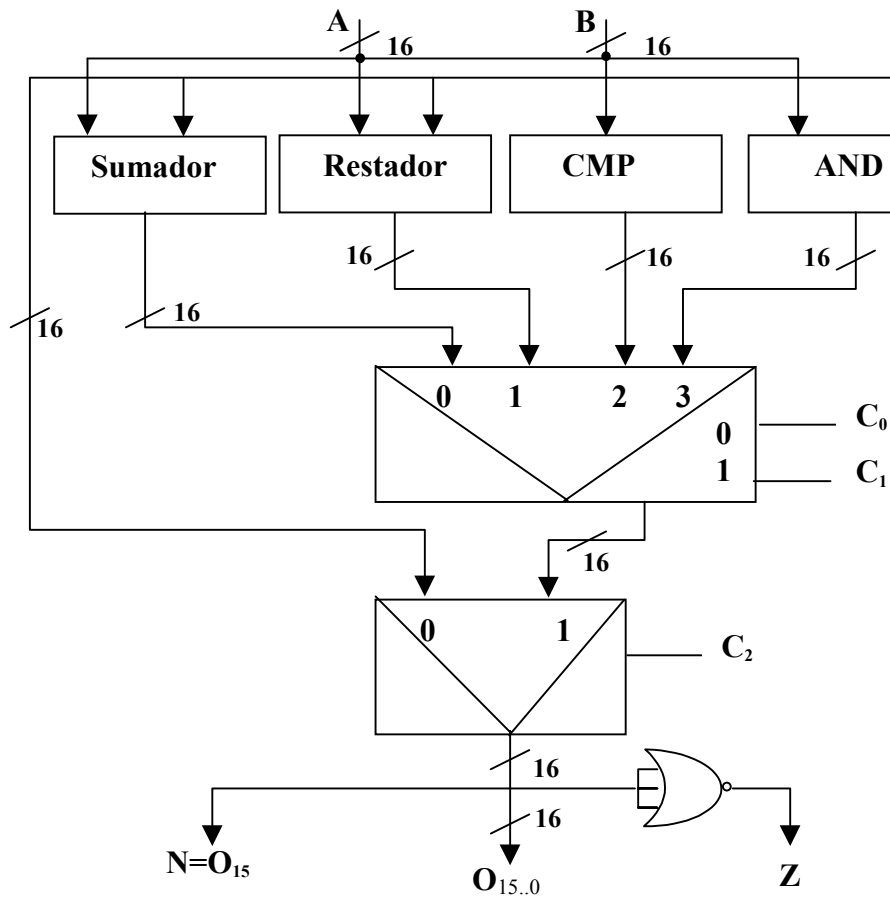 A
B
16
16
Sumador
Restador
CMP
AND
16
16
16
16
16
0 1 2 3
0
1
C₀
C₁
16
0 1
C₂
16
16
N=O₁₅
O₁₅..₀
Z